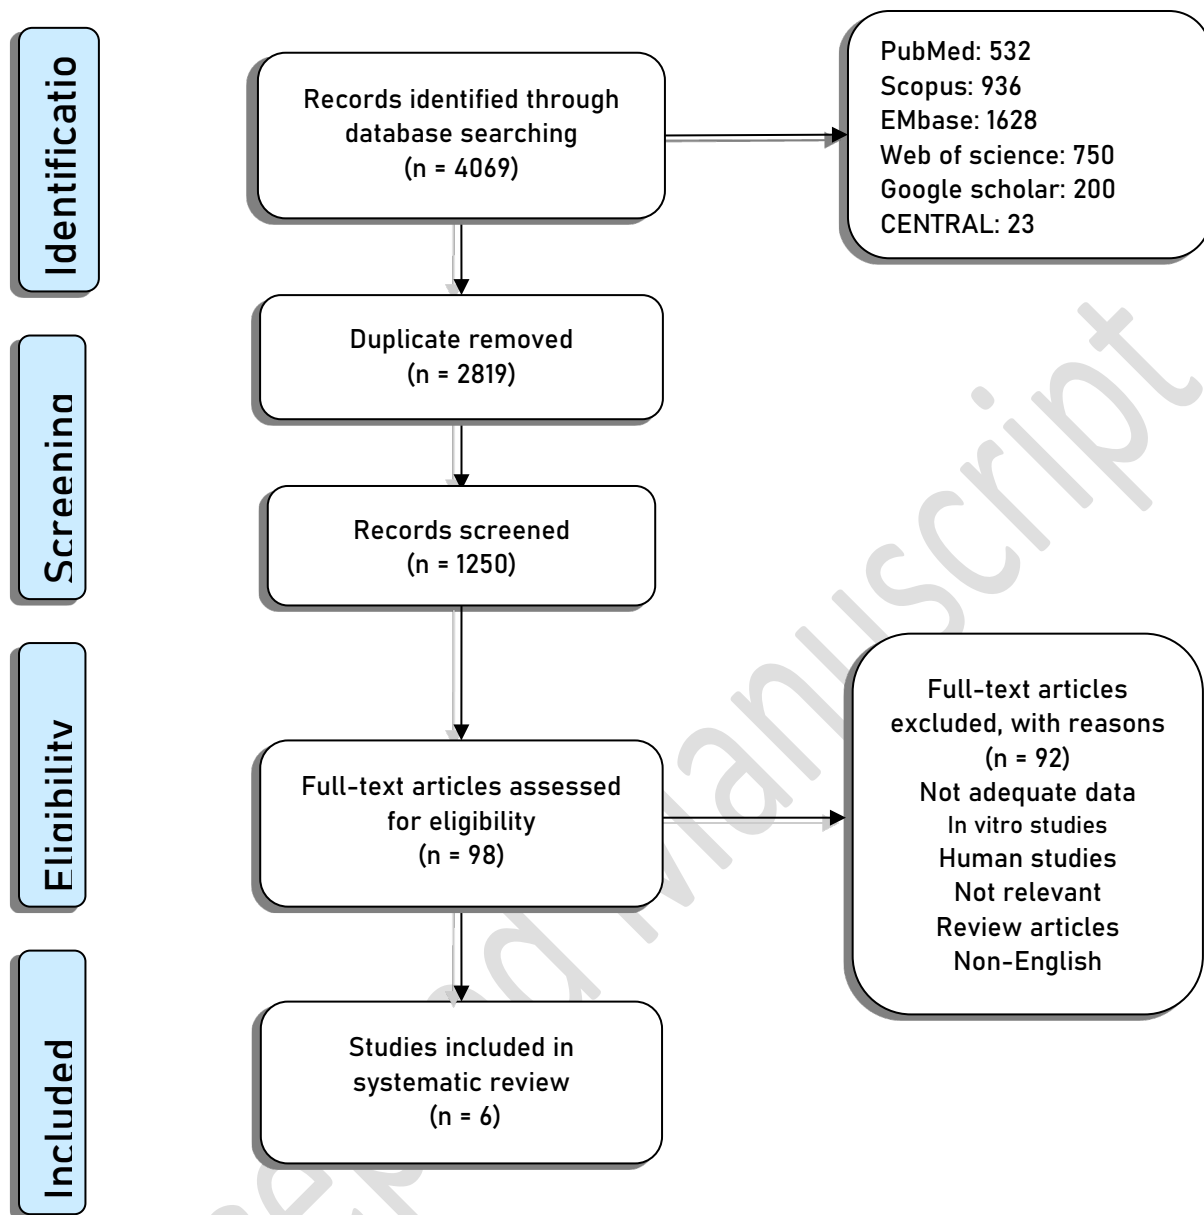 Identificatio
Records identified through
database searching
(n = 4069)
PubMed: 532
Scopus: 936
EMbase: 1628
Web of science: 750
Google scholar: 200
CENTRAL: 23
Screening
Duplicate removed
(n = 2819)
Records screened
(n = 1250)
Eligibility
Full-text articles assessed
for eligibility
(n = 98)
Full-text articles
excluded, with reasons
(n = 92)
Not adequate data
In vitro studies
Human studies
Not relevant
Review articles
Non-English
Included
Studies included in
systematic review
(n = 6)
Manuscript